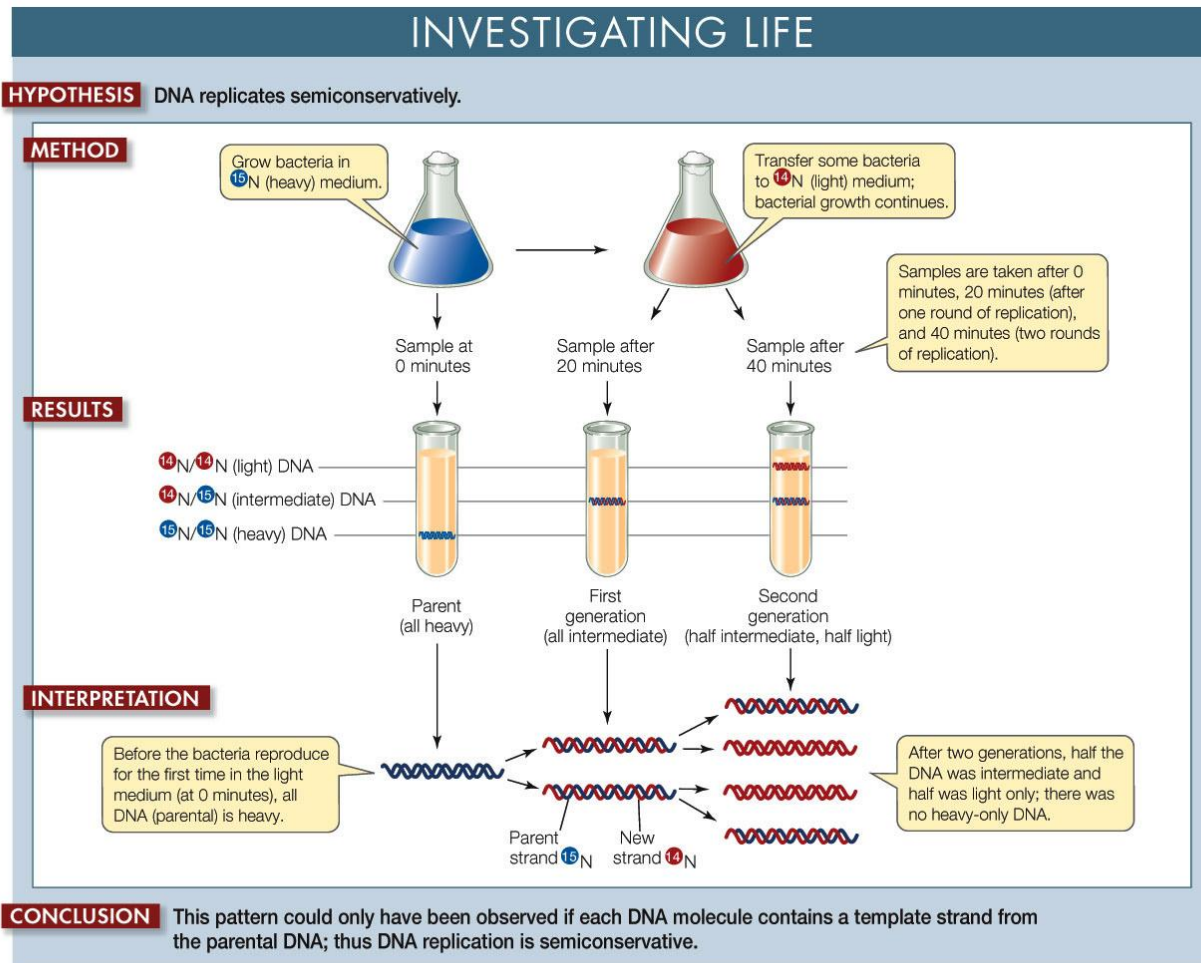 INVESTIGATING LIFE
HYPOTHESIS DNA replicates semiconservatively.
METHOD
Grow bacteria in
15N (heavy) medium.
Transfer some bacteria
to 14N (light) medium;
bacterial growth continues.
Samples are taken after 0
minutes, 20 minutes (after
one round of replication),
and 40 minutes (two rounds
of replication).
Sample at
0 minutes
Sample after
20 minutes
Sample after
40 minutes
RESULTS
14N/14N (light) DNA
14N/15N (intermediate) DNA
15N/15N (heavy) DNA
Parent
(all heavy)
First
generation
(all intermediate)
Second
generation
(half intermediate, half light)
INTERPRETATION
Before the bacteria reproduce
for the first time in the light
medium (at 0 minutes), all
DNA (parental) is heavy.
Parent
strand 15N
New
strand 14N
After two generations, half the
DNA was intermediate and
half was light only; there was
no heavy-only DNA.
CONCLUSION This pattern could only have been observed if each DNA molecule contains a template strand from
the parental DNA; thus DNA replication is semiconservative.